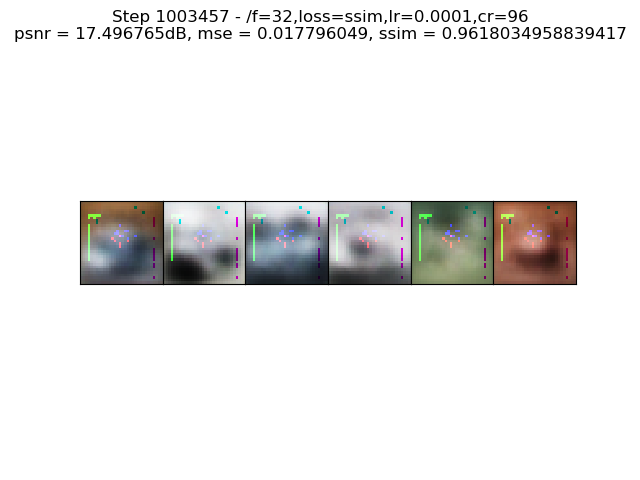 Step 1003457 - /f=32,loss=ssim,lr=0.0001,cr=96
psnr = 17.496765dB, mse = 0.017796049, ssim = 0.9618034958839417